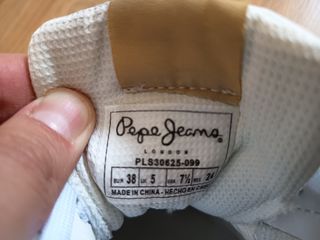 Pepe Jeans
LONDON
PLS30625-099
EUR 38 UK 5 USA 7½ MEX 24
MADE IN CHINA - HECHO EN